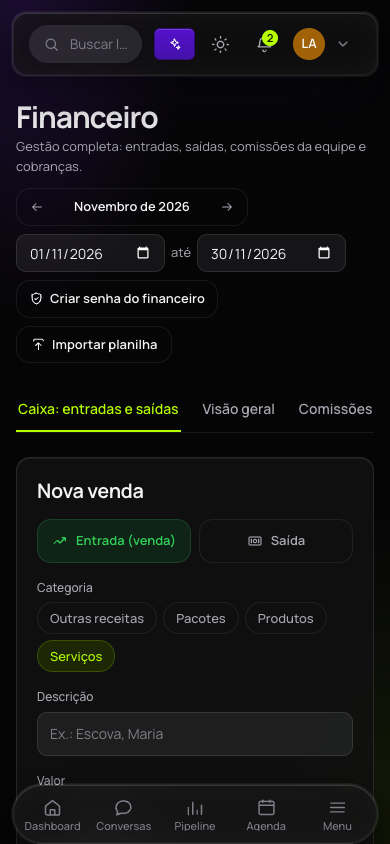 Buscar l...
2
LA
Financeiro
Gestão completa: entradas, saídas, comissões da equipe e
cobranças.
Novembro de 2026
01/11/2026 até 30/11/2026
Criar senha do financeiro
Importar planilha
Caixa: entradas e saídas Visão geral Comissões
Nova venda
Entrada (venda) Saída
Categoria
Outras receitas Pacotes Produtos
Serviços
Descrição
Ex.: Escova, Maria
Valor
Dashboard Conversas Pipeline Agenda Menu